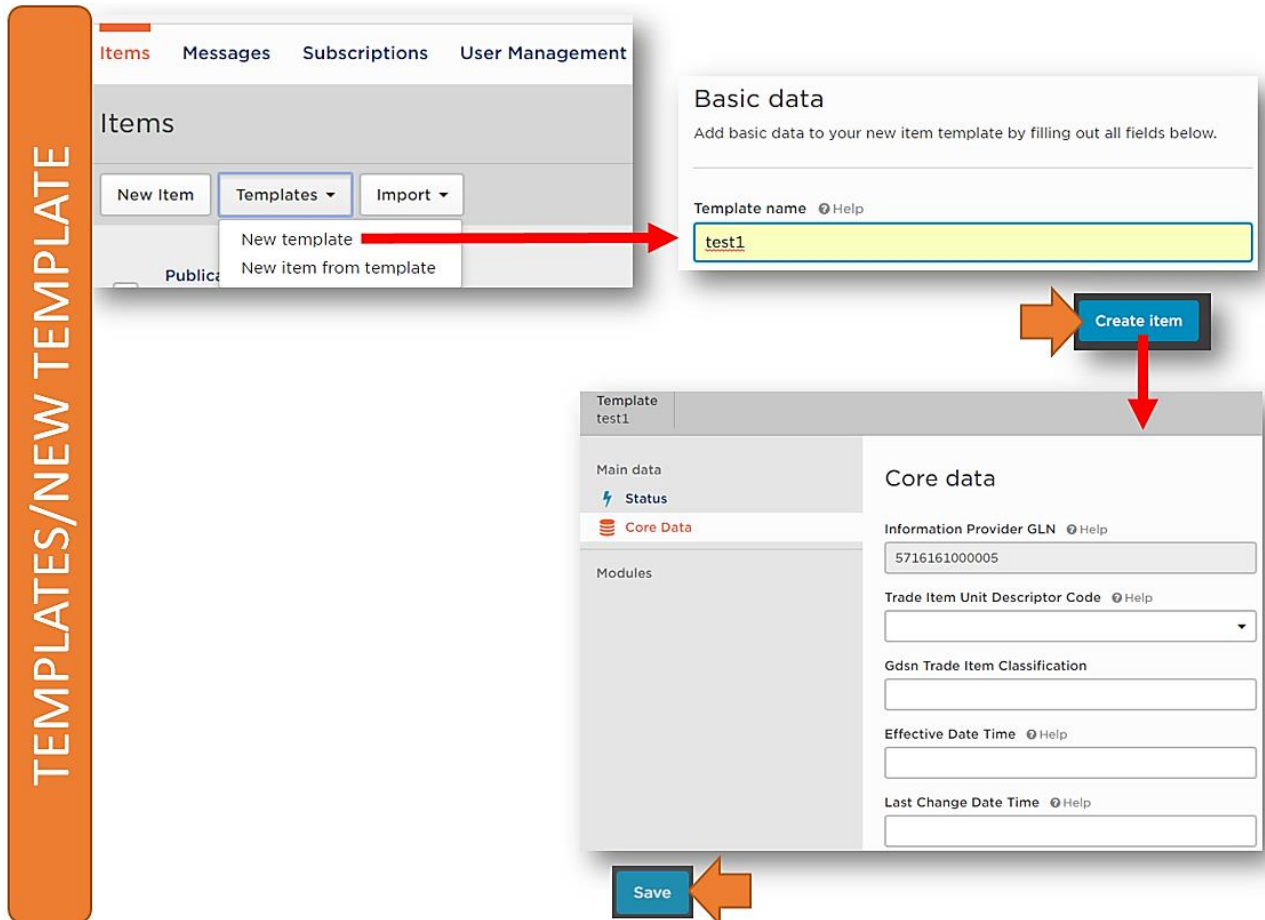 TEMPLATES/NEW TEMPLATE
Items Messages Subscriptions User Management
Items
New Item Templates Import
New template
New item from template
Basic data
Add basic data to your new item template by filling out all fields below.
Template name Help
test1
Create item
Template
test1
Main data
Status
Core Data
Modules
Core data
Information Provider GLN Help
5716161000005
Trade Item Unit Descriptor Code Help
Gdsn Trade Item Classification
Effective Date Time Help
Last Change Date Time Help
Save